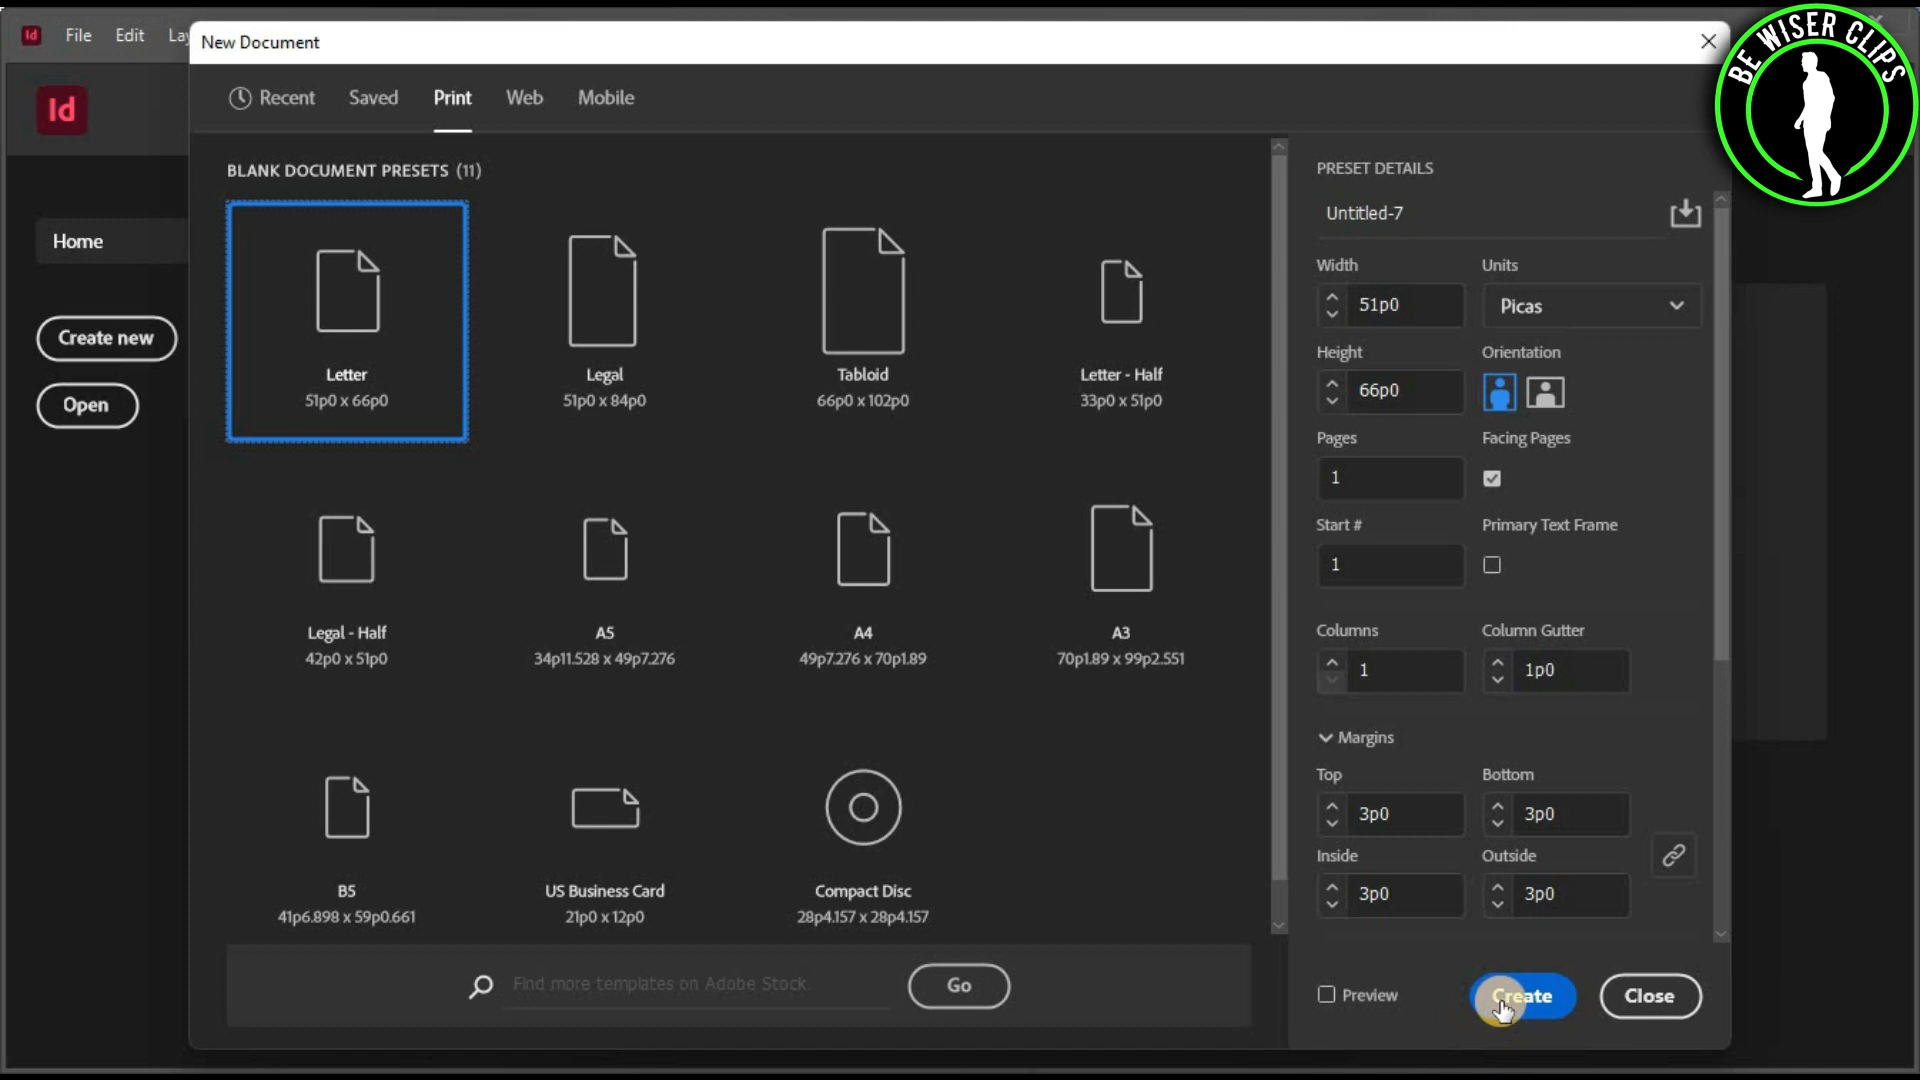 Id File Edit Lay
New Document
BE WISER CLIPS
Id
Recent Saved Print Web Mobile
Home
Create new
Open
BLANK DOCUMENT PRESETS (11)
Letter
51p0 x 66p0
Legal
51p0 x 84p0
Tabloid
66p0 x 102p0
Letter - Half
33p0 x 51p0
Legal - Half
42p0 x 51p0
A5
34p11.528 x 49p7.276
A4
49p7.276 x 70p1.89
A3
70p1.89 x 99p2.551
B5
41p6.898 x 59p0.661
US Business Card
21p0 x 12p0
Compact Disc
28p4.157 x 28p4.157
Find more templates on Adobe Stock
Go
PRESET DETAILS
Untitled-7
Width Units
51p0 Picas
Height Orientation
66p0
Pages Facing Pages
1
Start # Primary Text Frame
1
Columns Column Gutter
1 1p0
Margins
Top Bottom
3p0 3p0
Inside Outside
3p0 3p0
Preview Create Close